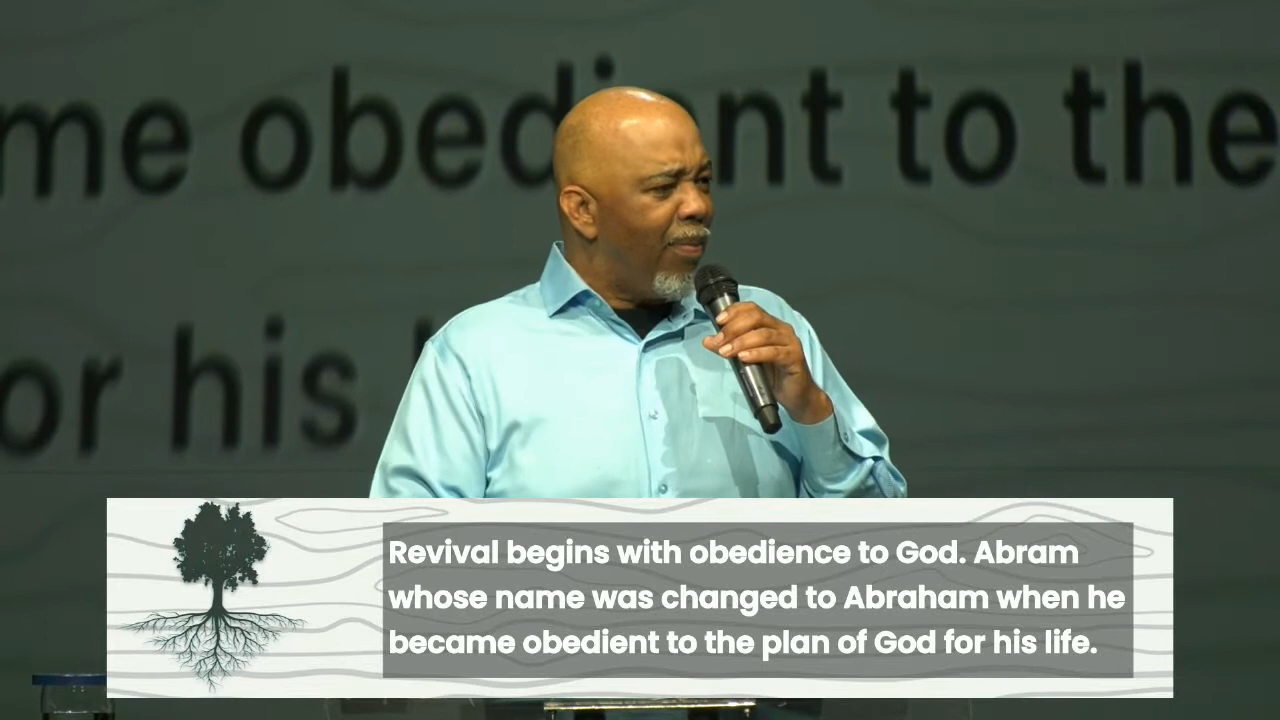 me obedient to the
or his
Revival begins with obedience to God. Abram
whose name was changed to Abraham when he
became obedient to the plan of God for his life.